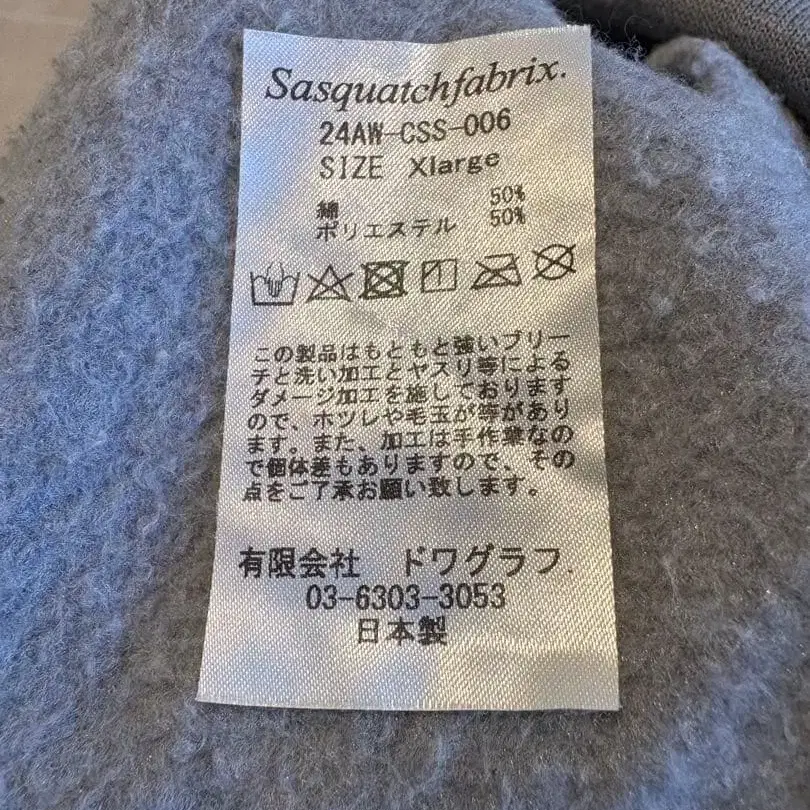 Sasquatchfabrix.
24AW-CSS-006
SIZE Xlarge
綿 50%
ポリエステル 50%
この製品はもともと強いブリー
チと洗い加工とヤスリ等による
ダメージ加工を施しております
ので、ホツレや毛玉が等があり
ます。また、加工は手作業なの
で個体差もありますので、その
点をご了承お願い致します。
有限会社 ドワグラフ.
03-6303-3053
日本製